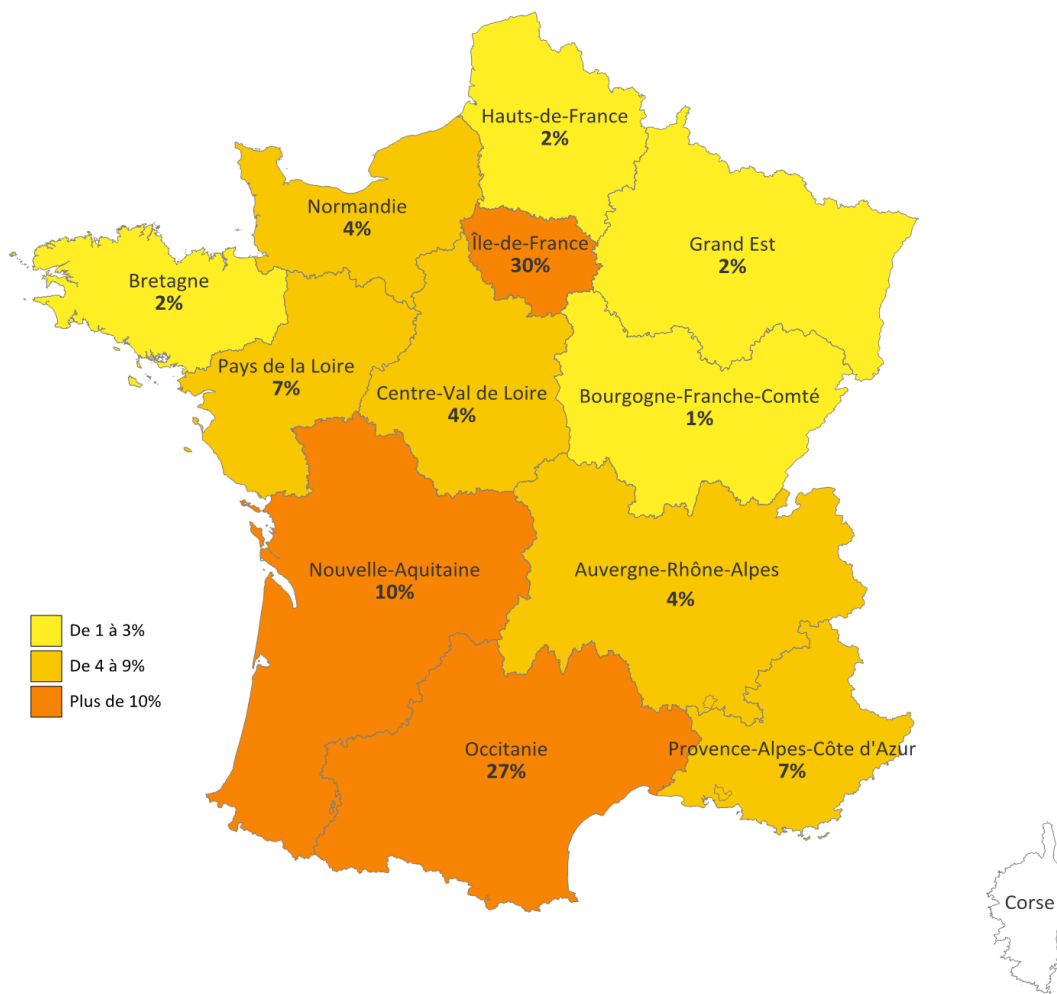 Hauts-de-France
2%
Normandie
4%
Île-de-France
30%
Grand Est
2%
Bretagne
2%
Pays de la Loire
7%
Centre-Val de Loire
4%
Bourgogne-Franche-Comté
1%
Nouvelle-Aquitaine
10%
Auvergne-Rhône-Alpes
4%
De 1 à 3%
De 4 à 9%
Plus de 10%
Occitanie
27%
Provence-Alpes-Côte d'Azur
7%
Corse